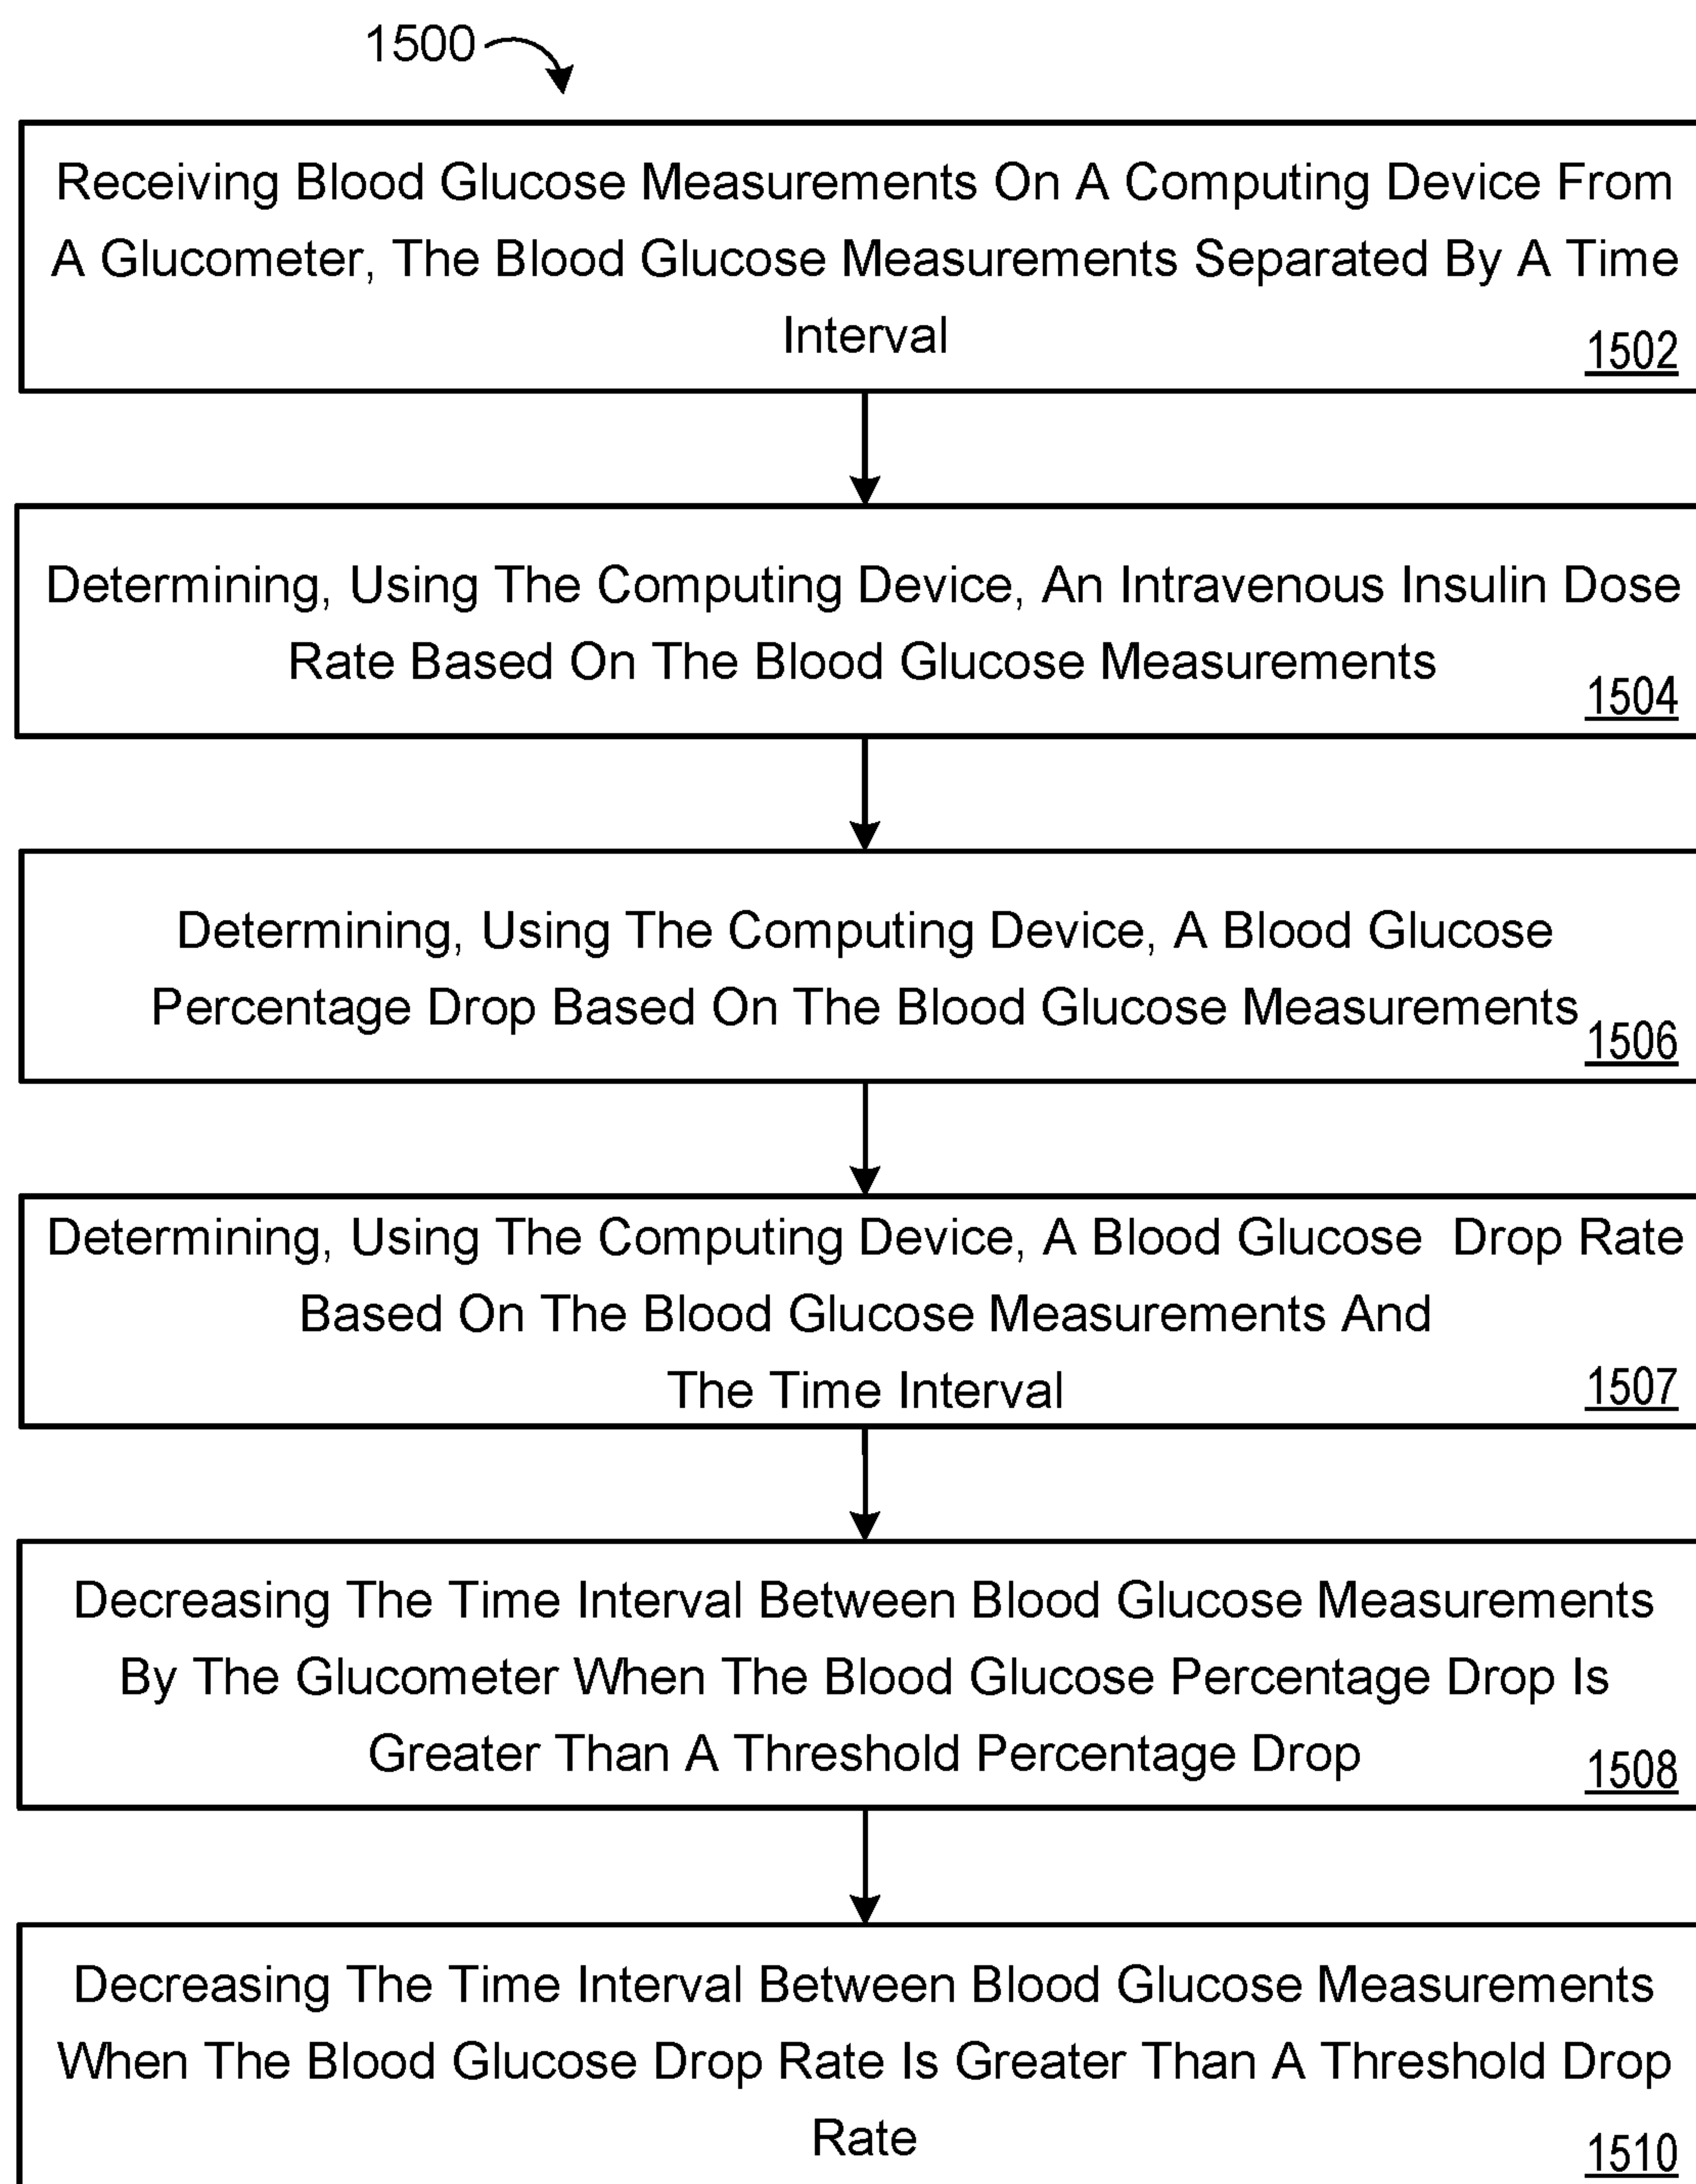 1500
Receiving Blood Glucose Measurements On A Computing Device From
A Glucometer, The Blood Glucose Measurements Separated By A Time
Interval
1502
Determining, Using The Computing Device, An Intravenous Insulin Dose
Rate Based On The Blood Glucose Measurements
1504
Determining, Using The Computing Device, A Blood Glucose
Percentage Drop Based On The Blood Glucose Measurements
1506
Determining, Using The Computing Device, A Blood Glucose Drop Rate
Based On The Blood Glucose Measurements And
The Time Interval
1507
Decreasing The Time Interval Between Blood Glucose Measurements
By The Glucometer When The Blood Glucose Percentage Drop Is
Greater Than A Threshold Percentage Drop
1508
Decreasing The Time Interval Between Blood Glucose Measurements
When The Blood Glucose Drop Rate Is Greater Than A Threshold Drop
Rate
1510